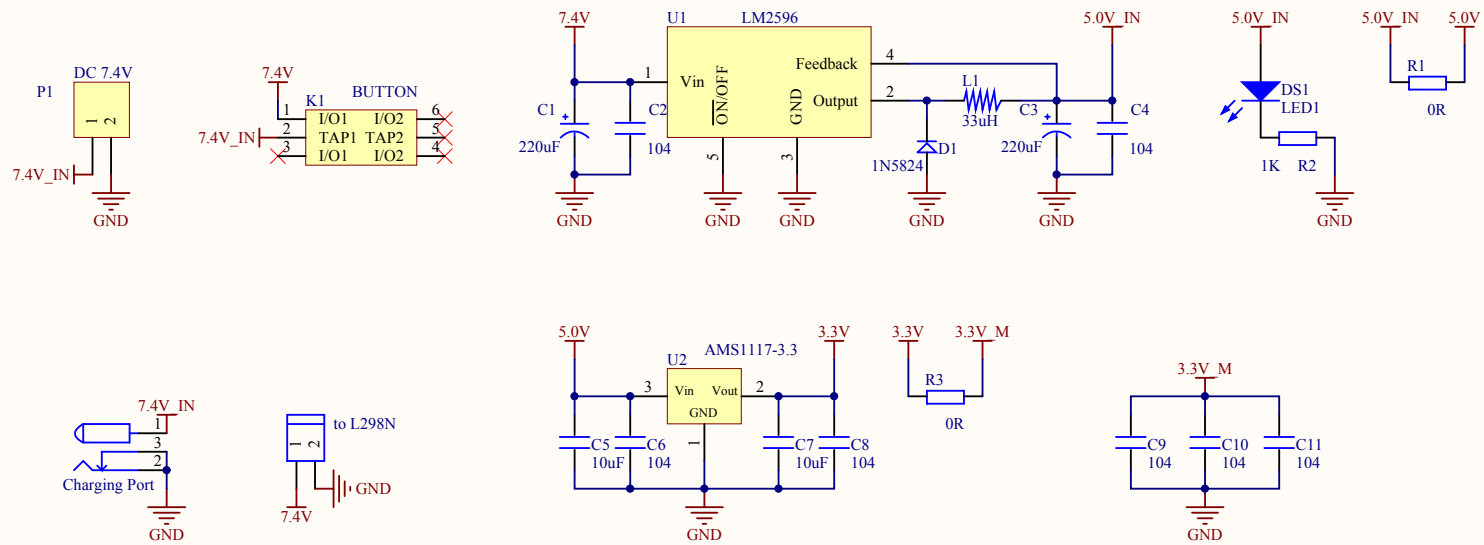 7.4V
U1 LM2596
5.0V_IN
5.0V_IN
5.0V_IN 5.0V
DC 7.4V
P1
1 2
7.4V_IN
GND
7.4V
K1 BUTTON
1 I/O1 I/O2 6
7.4V_IN 2 TAP1 TAP2 5
3 I/O1 I/O2 4
C1
220uF
C2
104
GND
1 Vin
ON/OFF
GND
Feedback 4
Output 2
5
3
GND
GND
L1
33uH
D1
1N5824
GND
C3
220uF
C4
104
GND
DS1
LED1
1K R2
GND
R1
0R
7.4V_IN
1
3
2
Charging Port
GND
to L298N
1 2
GND
7.4V
5.0V
U2 AMS1117-3.3
3.3V
3 Vin Vout 2
GND
1
C5
10uF
C6
104
C7
10uF
C8
104
GND
3.3V 3.3V_M
R3
0R
3.3V_M
C9
104
C10
104
C11
104
GND